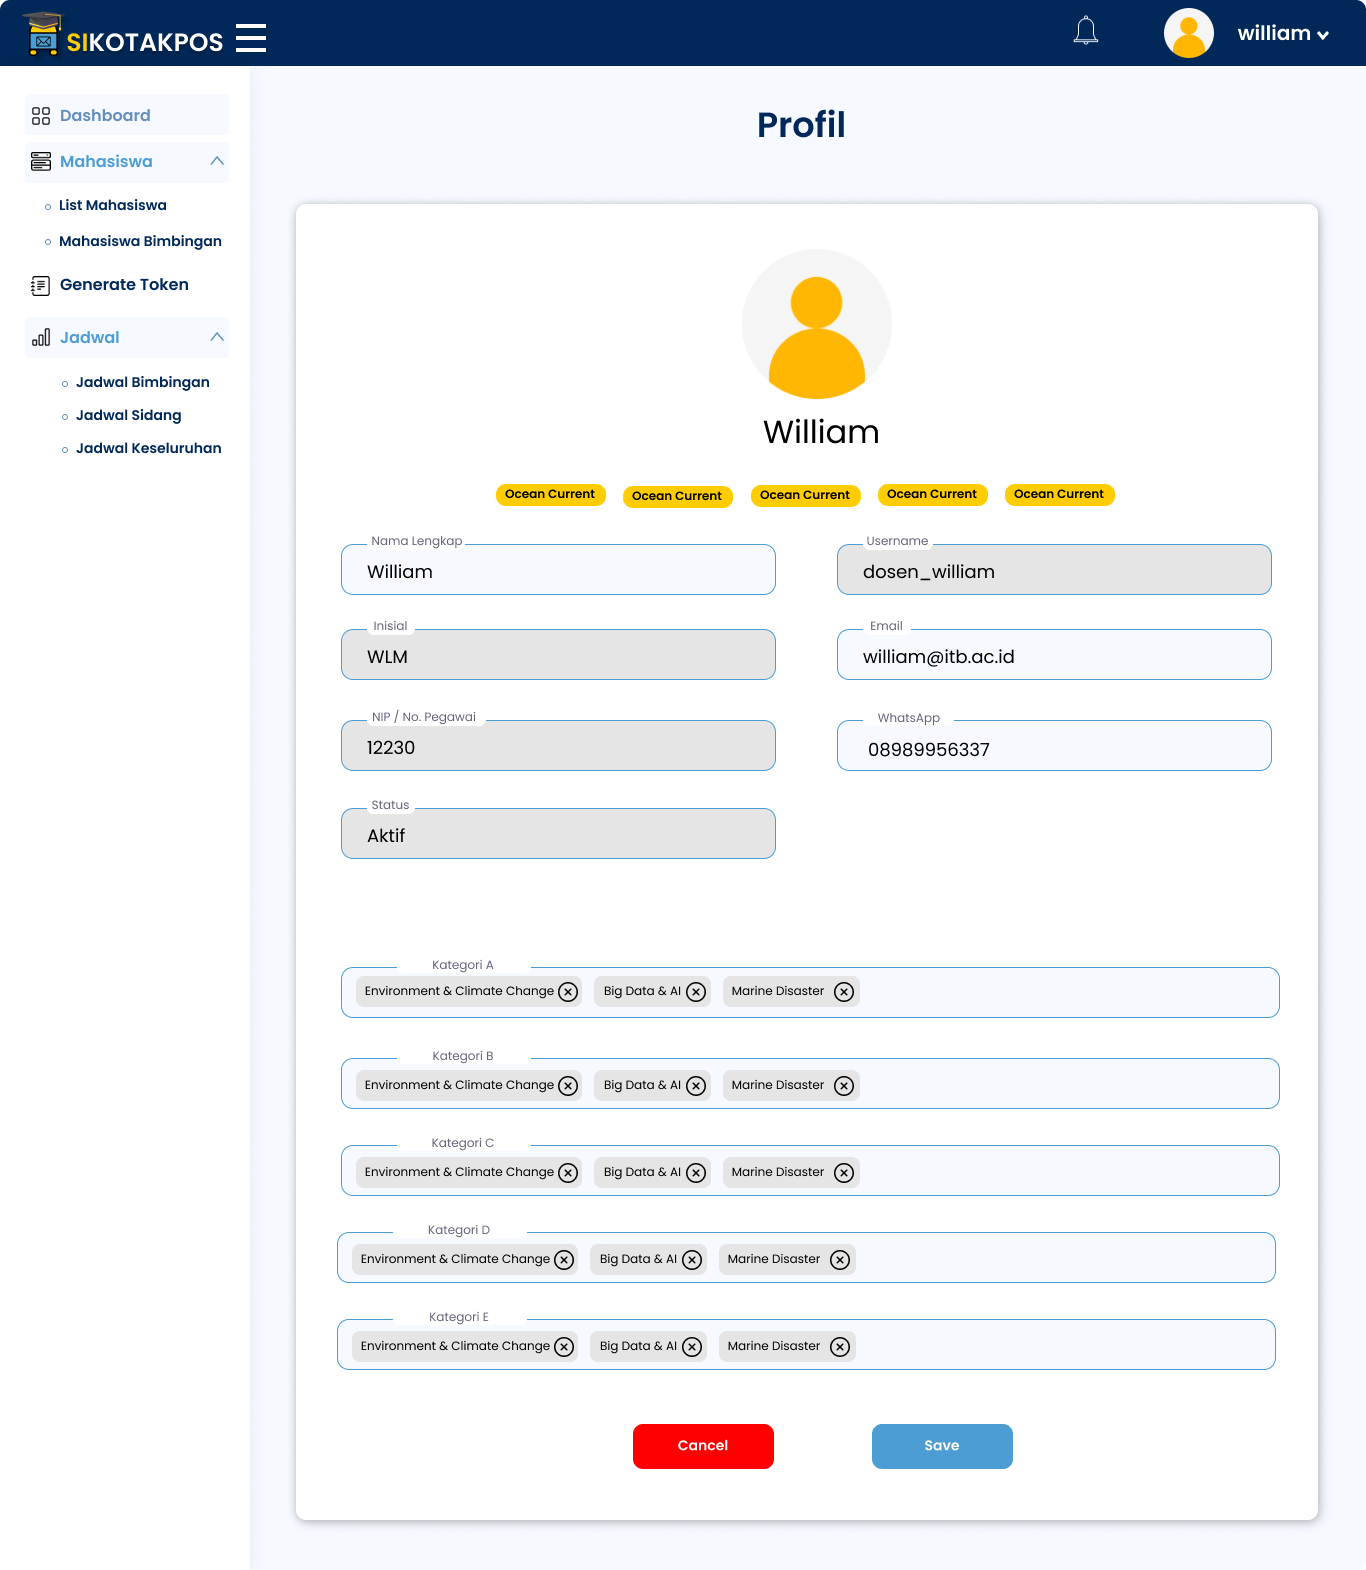 SIKOTAKPOS
william
Dashboard
Mahasiswa
List Mahasiswa
Mahasiswa Bimbingan
Generate Token
Jadwal
Jadwal Bimbingan
Jadwal Sidang
Jadwal Keseluruhan
Profil
William
Ocean Current Ocean Current Ocean Current Ocean Current Ocean Current
Nama Lengkap
William
Username
dosen_william
Inisial
WLM
Email
william@itb.ac.id
NIP / No. Pegawai
12230
WhatsApp
08989956337
Status
Aktif
Kategori A
Environment & Climate Change Big Data & AI Marine Disaster
Kategori B
Environment & Climate Change Big Data & AI Marine Disaster
Kategori C
Environment & Climate Change Big Data & AI Marine Disaster
Kategori D
Environment & Climate Change Big Data & AI Marine Disaster
Kategori E
Environment & Climate Change Big Data & AI Marine Disaster
Cancel Save